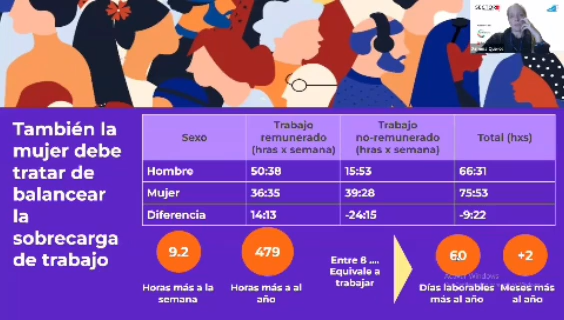 También la
mujer debe
tratar de
balancear
la
sobrecarga
de trabajo
Sexo
Trabajo
remunerado
(hras x semana)
Trabajo
no-remunerado
(hras x semana)
Total (hxs)
Hombre 50:38 15:53 66:31
Mujer 36:35 39:28 75:53
Diferencia 14:13 -24:15 -9:22
9.2
Horas más a la
semana
479
Horas más a al
año
Entre 8 ....
Equivale a
trabajar
60
Días laborables
más al año
+2
Meses más
al año
Activar Windows